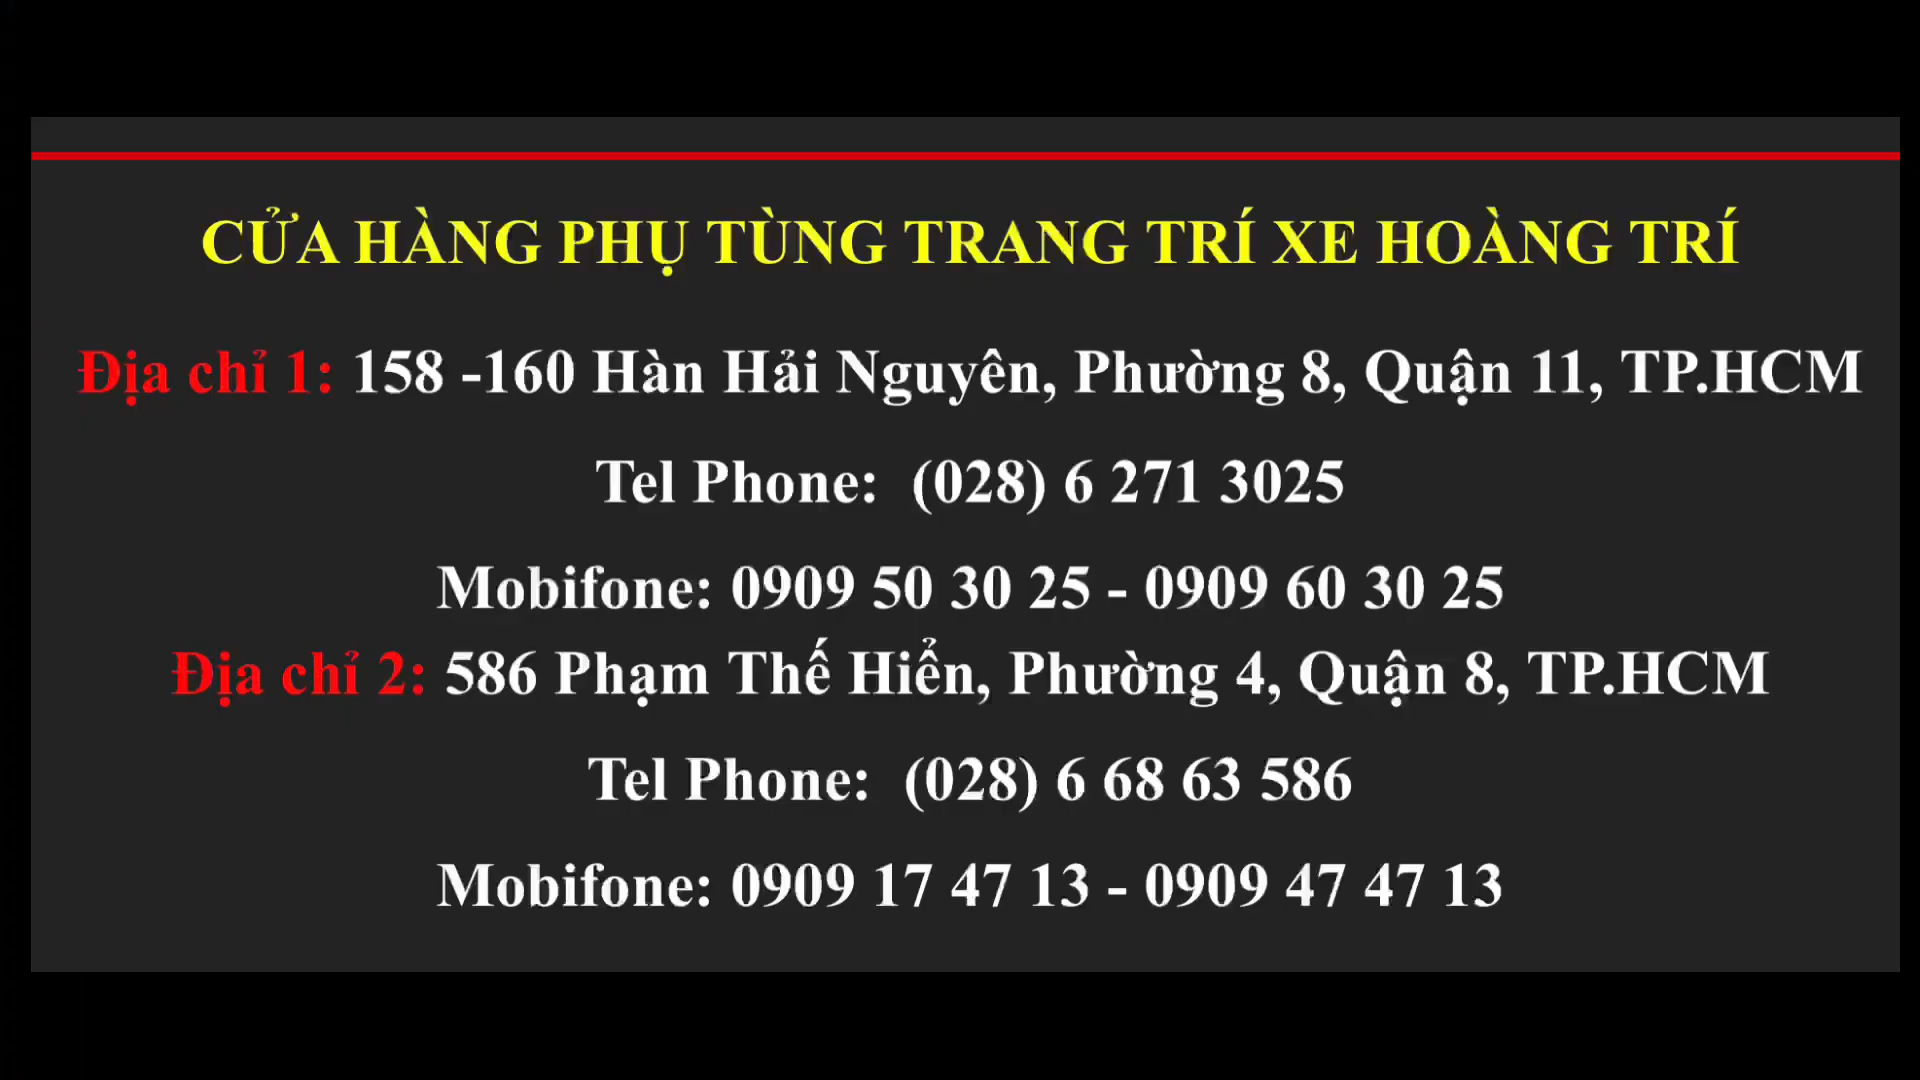 CỬA HÀNG PHỤ TÙNG TRANG TRÍ XE HOÀNG TRÍ
Địa chỉ 1: 158 -160 Hàn Hải Nguyên, Phường 8, Quận 11, TP.HCM
Tel Phone: (028) 6 271 3025
Mobifone: 0909 50 30 25 - 0909 60 30 25
Địa chỉ 2: 586 Phạm Thế Hiển, Phường 4, Quận 8, TP.HCM
Tel Phone: (028) 6 68 63 586
Mobifone: 0909 17 47 13 - 0909 47 47 13